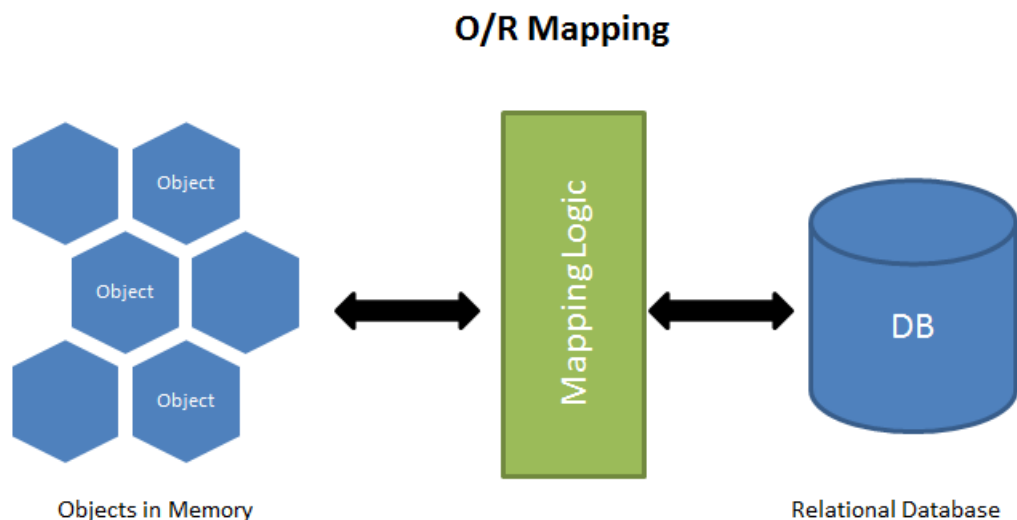 O/R Mapping
Object
Object
Object
Mapping Logic
DB
Objects in Memory
Relational Database